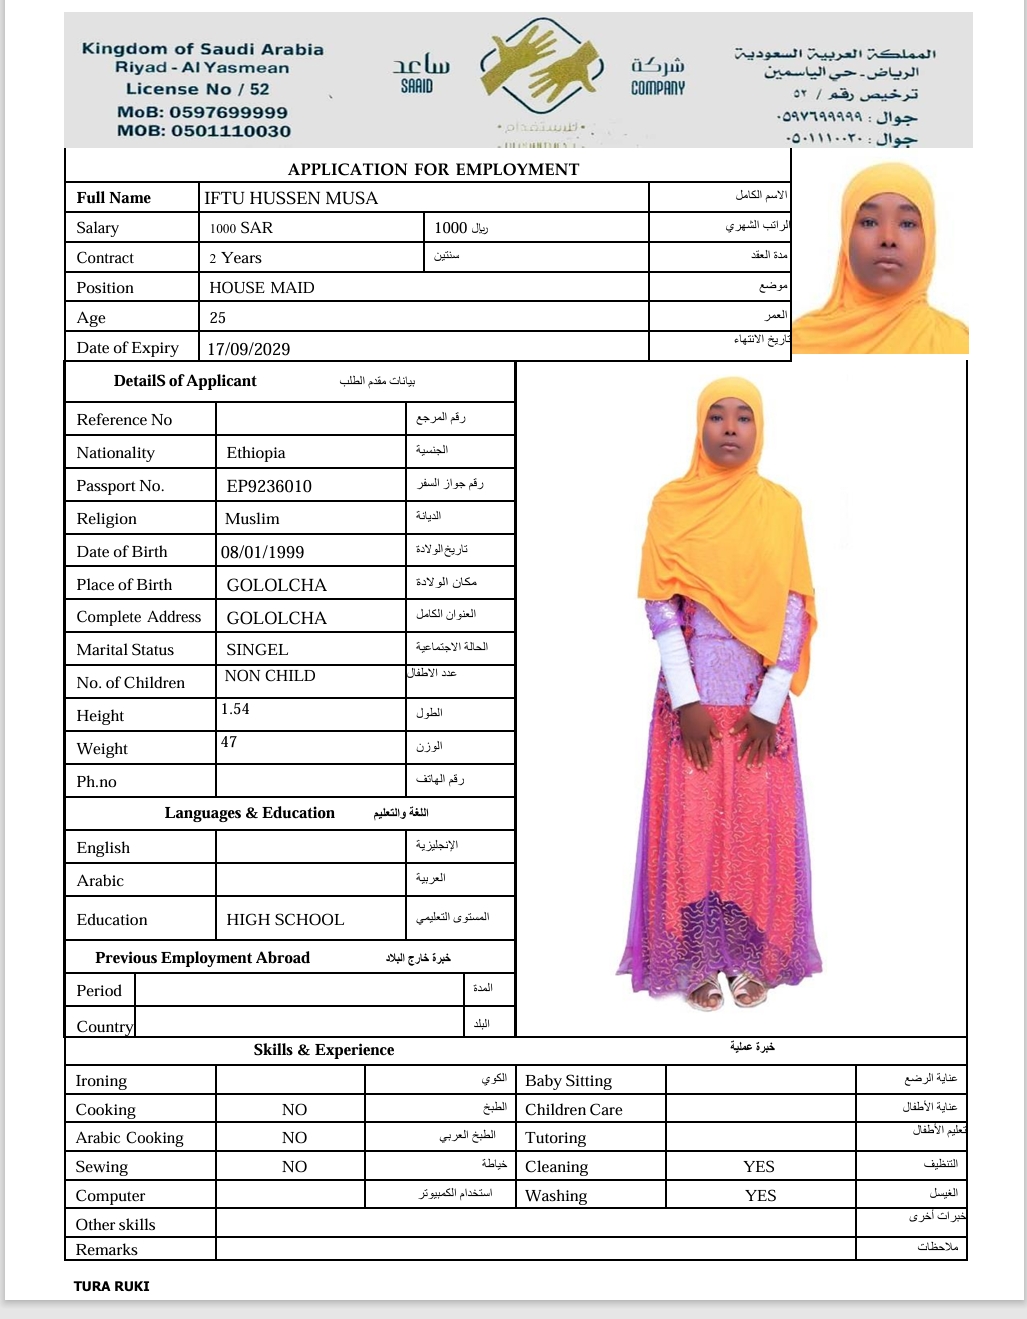 Kingdom of Saudi Arabia
Riyad - Al Yasmean
License No / 52
MoB: 0597699999
MOB: 0501110030
ساعد
SAAID
شركة
COMPANY
•للإستقدام•
المملكة العربية السعودية
الرياض-حي الياسمين
ترخيص رقم / ٥٢
جوال : ٠٥٩٧٦٩٩٩٩٩
جوال : ٠٥٠١١١٠٠٣٠
APPLICATION FOR EMPLOYMENT
Full Name IFTU HUSSEN MUSA الاسم الكامل
Salary 1000 SAR 1000 ريال الراتب الشهري
Contract 2 Years سنتين مدة العقد
Position HOUSE MAID موضع
Age 25 العمر
Date of Expiry 17/09/2029 تاريخ الانتهاء
DetailS of Applicant بيانات مقدم الطلب
Reference No رقم المرجع
Nationality Ethiopia الجنسية
Passport No. EP9236010 رقم جواز السفر
Religion Muslim الديانة
Date of Birth 08/01/1999 تاريخ الولادة
Place of Birth GOLOLCHA مكان الولادة
Complete Address GOLOLCHA العنوان الكامل
Marital Status SINGEL الحالة الاجتماعية
No. of Children NON CHILD عدد الاطفال
Height 1.54 الطول
Weight 47 الوزن
Ph.no رقم الهاتف
Languages & Education اللغة والتعليم
English الإنجليزية
Arabic العربية
Education HIGH SCHOOL المستوى التعليمي
Previous Employment Abroad خبرة خارج البلاد
Period المدة
Country البلد
Skills & Experience خبرة عملية
Ironing الكوي Baby Sitting عناية الرضع
Cooking NO الطبخ Children Care عناية الأطفال
Arabic Cooking NO الطبخ العربي Tutoring تعليم الأطفال
Sewing NO خياطة Cleaning YES التنظيف
Computer استخدام الكمبيوتر Washing YES الغيسل
Other skills خبرات أخرى
Remarks ملاحظات
TURA RUKI